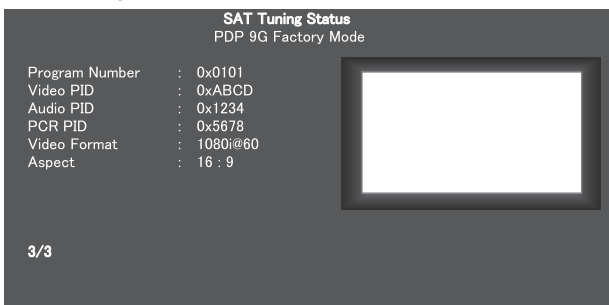 SAT Tuning Status
PDP 9G Factory Mode
Program Number : 0x0101
Video PID : 0xABCD
Audio PID : 0x1234
PCR PID : 0x5678
Video Format : 1080i@60
Aspect : 16 : 9
3/3